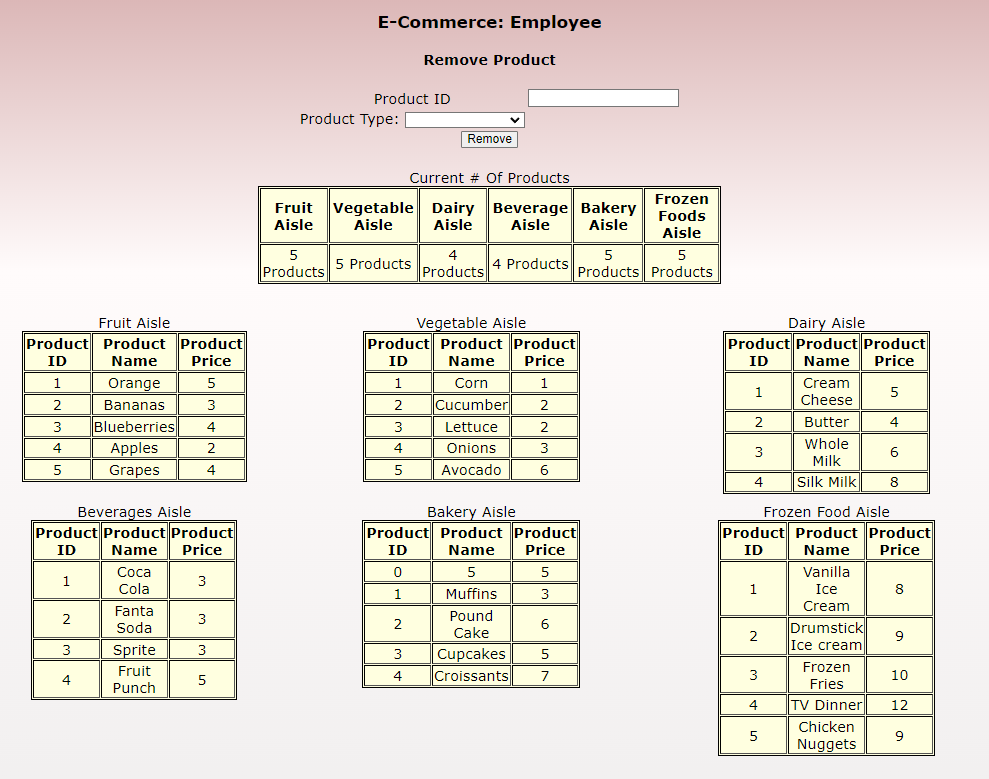 E-Commerce: Employee
Remove Product
Product ID
Product Type:
Remove
Current # Of Products
Fruit Aisle Vegetable Aisle Dairy Aisle Beverage Aisle Bakery Aisle Frozen Foods Aisle
5 Products 5 Products 4 Products 4 Products 5 Products 5 Products
Fruit Aisle
Product ID Product Name Product Price
1 Orange 5
2 Bananas 3
3 Blueberries 4
4 Apples 2
5 Grapes 4
Vegetable Aisle
Product ID Product Name Product Price
1 Corn 1
2 Cucumber 2
3 Lettuce 2
4 Onions 3
5 Avocado 6
Dairy Aisle
Product ID Product Name Product Price
1 Cream Cheese 5
2 Butter 4
3 Whole Milk 6
4 Silk Milk 8
Beverages Aisle
Product ID Product Name Product Price
1 Coca Cola 3
2 Fanta Soda 3
3 Sprite 3
4 Fruit Punch 5
Bakery Aisle
Product ID Product Name Product Price
0 5 5
1 Muffins 3
2 Pound Cake 6
3 Cupcakes 5
4 Croissants 7
Frozen Food Aisle
Product ID Product Name Product Price
1 Vanilla Ice Cream 8
2 Drumstick Ice cream 9
3 Frozen Fries 10
4 TV Dinner 12
5 Chicken Nuggets 9